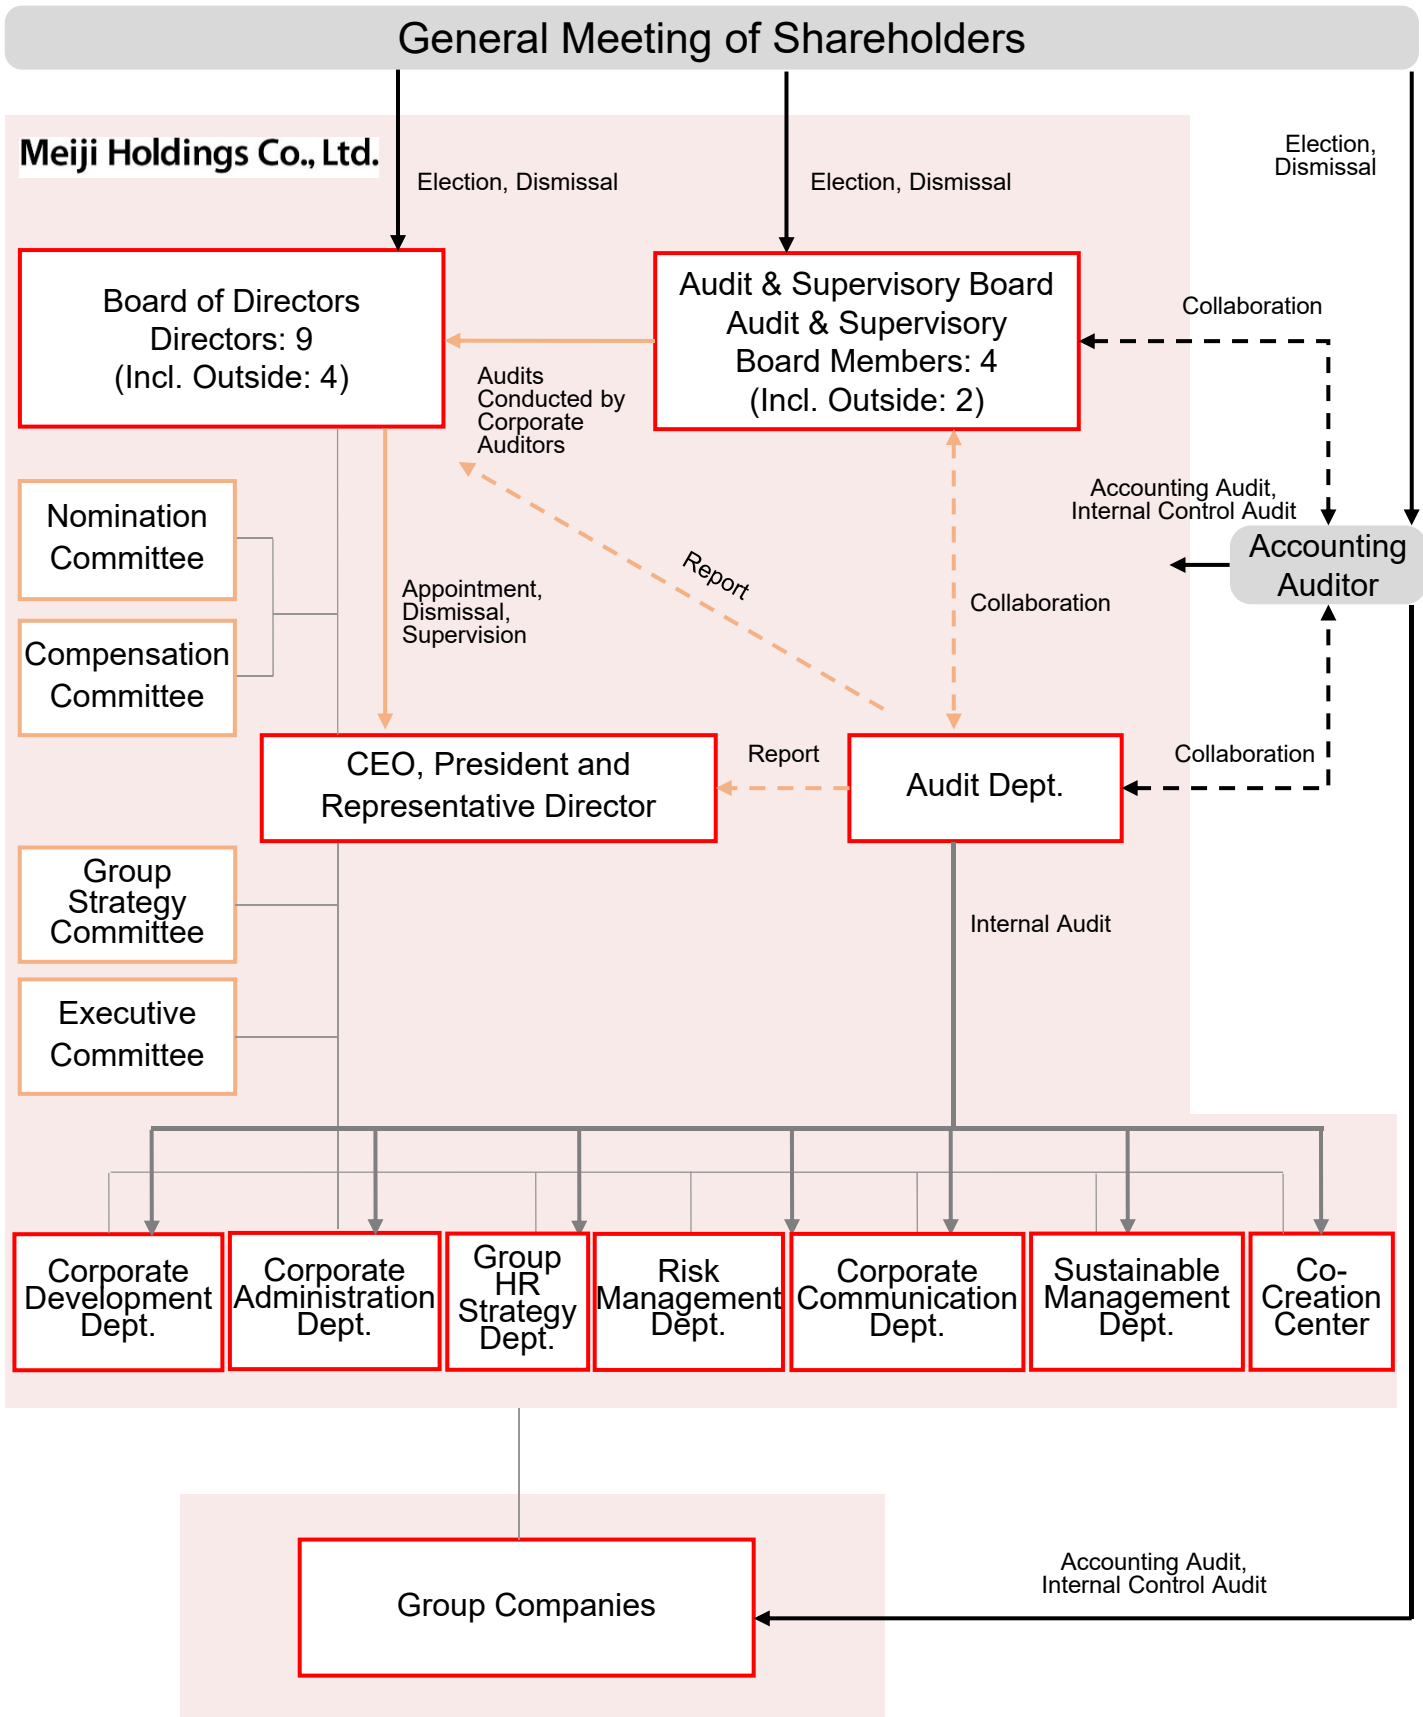 General Meeting of Shareholders
Meiji Holdings Co., Ltd.
Election, Dismissal
Election, Dismissal
Election,
Dismissal
Board of Directors
Directors: 9
(Incl. Outside: 4)
Audit & Supervisory Board
Audit & Supervisory
Board Members: 4
(Incl. Outside: 2)
Collaboration
Audits
Conducted by
Corporate
Auditors
Accounting Audit,
Internal Control Audit
Accounting
Auditor
Nomination
Committee
Compensation
Committee
Appointment,
Dismissal,
Supervision
Report
Collaboration
CEO, President and
Representative Director
Report
Audit Dept.
Collaboration
Group
Strategy
Committee
Internal Audit
Executive
Committee
Corporate
Development
Dept.
Corporate
Administration
Dept.
Group
HR
Strategy
Dept.
Risk
Management
Dept.
Corporate
Communication
Dept.
Sustainable
Management
Dept.
Co-
Creation
Center
Group Companies
Accounting Audit,
Internal Control Audit